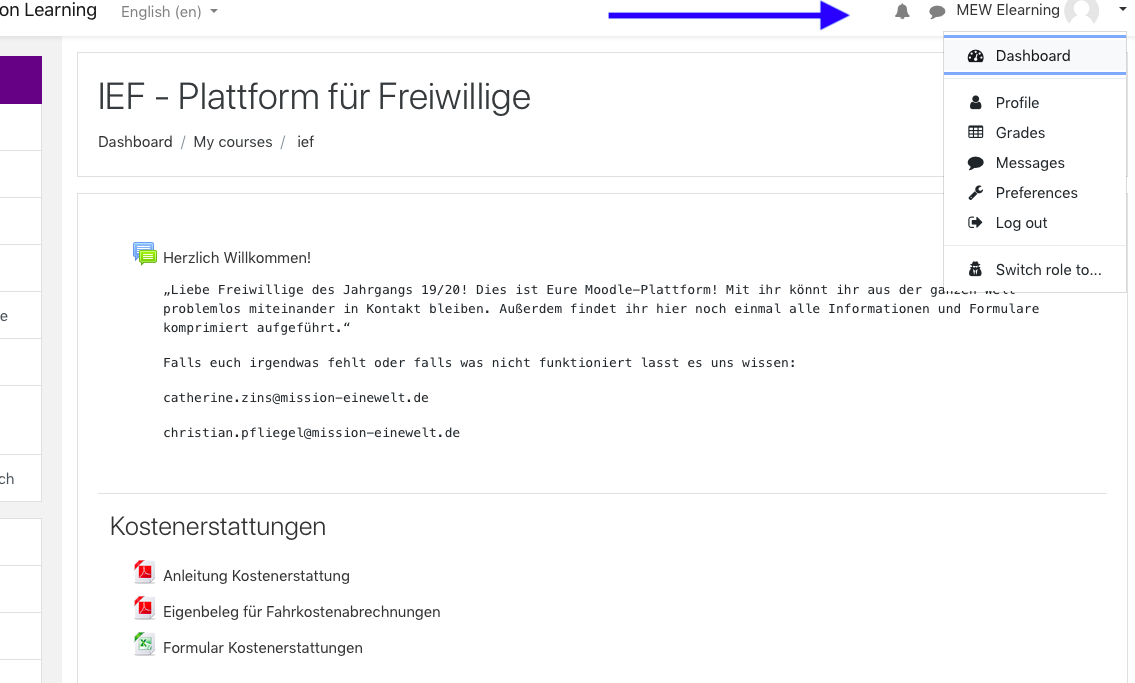 on Learning
English (en)
MEW Elearning
Dashboard
Profile
Grades
Messages
Preferences
Log out
Switch role to...
IEF - Plattform für Freiwillige
Dashboard / My courses / ief
e
ch
Herzlich Willkommen!
„Liebe Freiwillige des Jahrgangs 19/20! Dies ist Eure Moodle-Plattform! Mit ihr könnt ihr aus der ganzen Welt
problemlos miteinander in Kontakt bleiben. Außerdem findet ihr hier noch einmal alle Informationen und Formulare
komprimiert aufgeführt.“
Falls euch irgendwas fehlt oder falls was nicht funktioniert lasst es uns wissen:
catherine.zins@mission-einewelt.de
christian.pfliegel@mission-einewelt.de
Kostenerstattungen
Anleitung Kostenerstattung
Eigenbeleg für Fahrkostenabrechnungen
Formular Kostenerstattungen